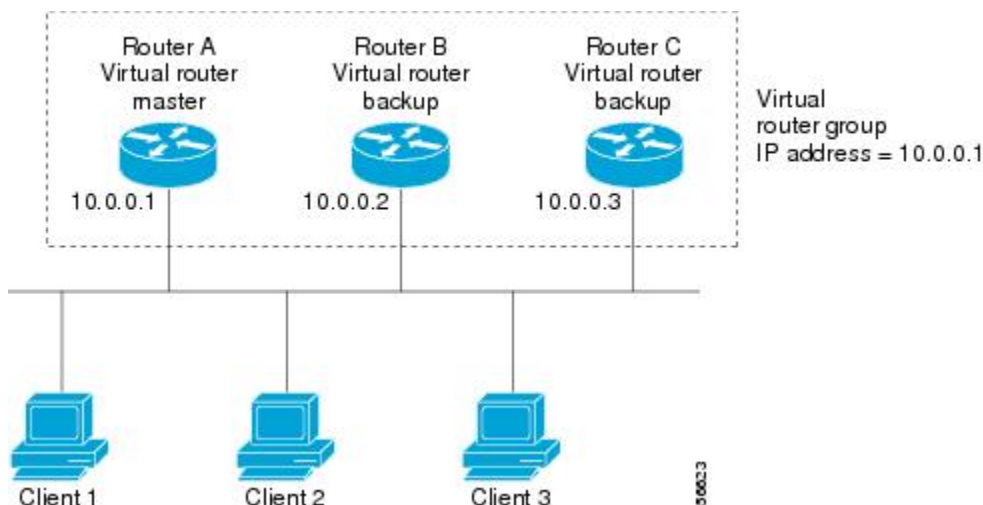 Router A
Virtual router
master
Router B
Virtual router
backup
Router C
Virtual router
backup
Virtual
router group
IP address = 10.0.0.1
10.0.0.1
10.0.0.2
10.0.0.3
Client 1
Client 2
Client 3
56623